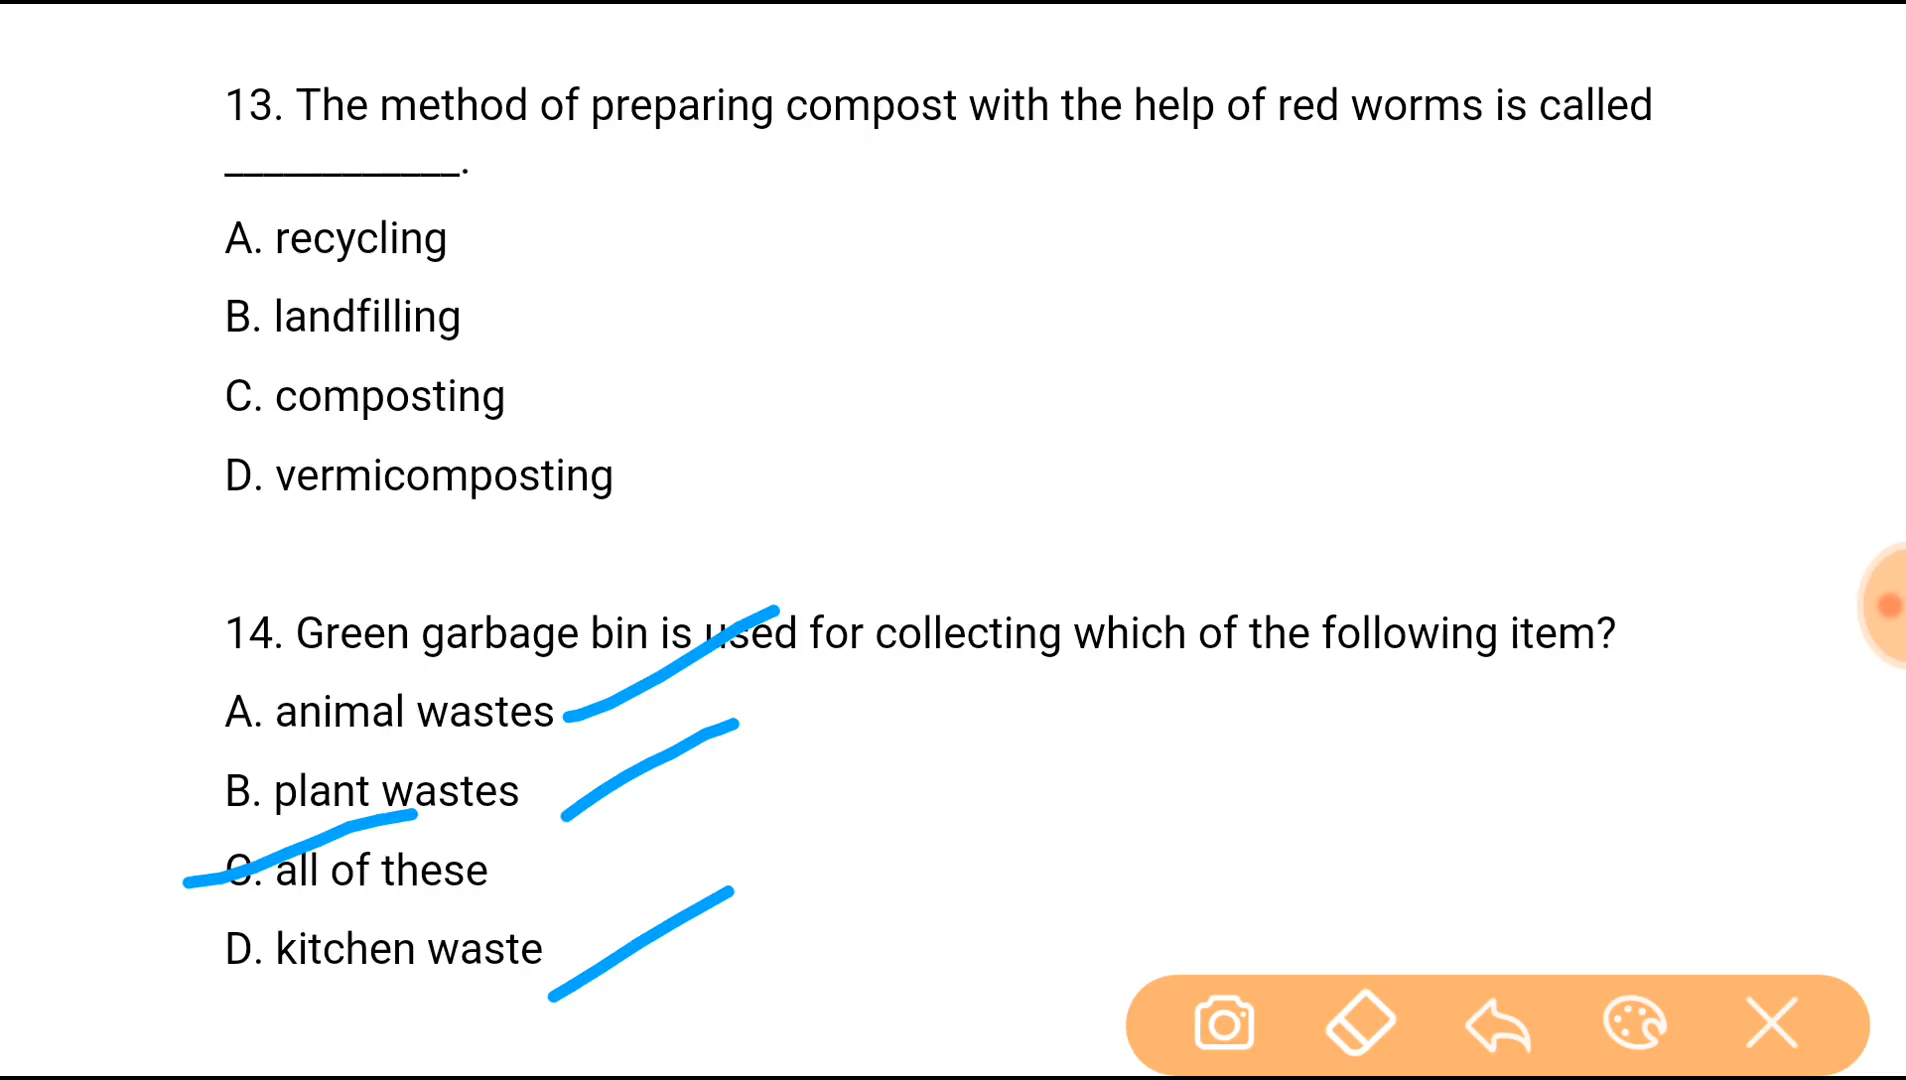 13. The method of preparing compost with the help of red worms is called
____________.
A. recycling
B. landfilling
C. composting
D. vermicomposting
14. Green garbage bin is used for collecting which of the following item?
A. animal wastes
B. plant wastes
C. all of these
D. kitchen waste